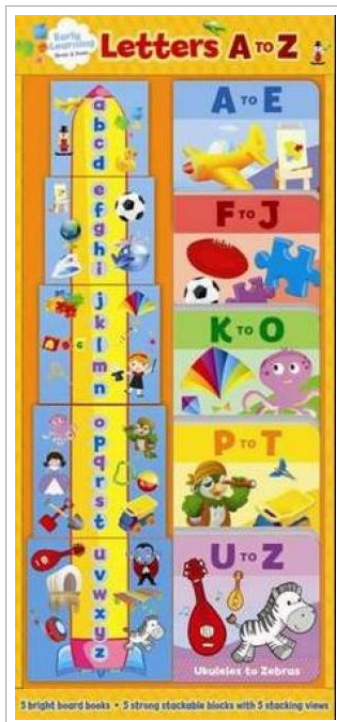 Early
Learning
Letters A TO Z
a
b
c
d
e
f
g
h
i
j
k
l
m
n
o
p
q
r
s
t
u
v
w
x
y
z
A TO E
F TO J
K TO O
P TO T
U TO Z
Ukuleles to Zebras
5 bright board books • 5 strong stackable blocks with 5 stacking views